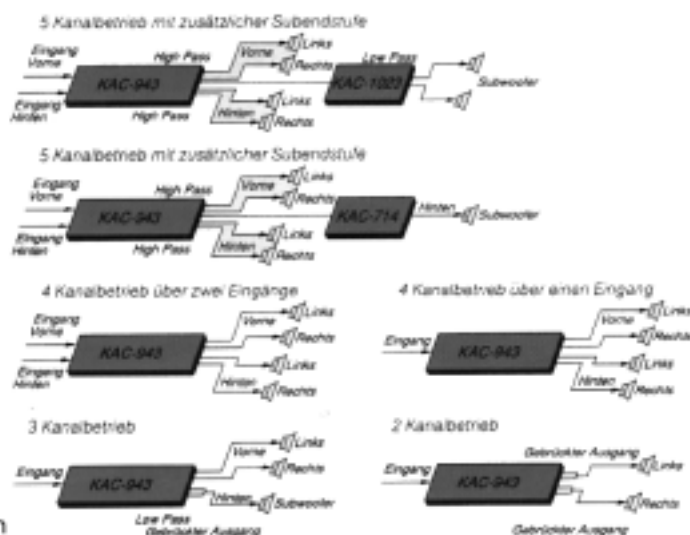 5 Kanalbetrieb mit zusätzlicher Subendstufe
Eingang
Vorne
Eingang
Hinten
High Pass
KAC-943
High Pass
Vorne
Links
Rechts
Hinten
Links
Rechts
Low Pass
KAC-1023
Subwoofer
5 Kanalbetrieb mit zusätzlicher Subendstufe
Eingang
Vorne
Eingang
Hinten
High Pass
KAC-943
High Pass
Vorne
Links
Rechts
Hinten
Links
Rechts
KAC-714
Hinten
Subwoofer
4 Kanalbetrieb über zwei Eingänge
Eingang
Vorne
Eingang
Hinten
KAC-943
Vorne
Links
Rechts
Links
Hinten
Rechts
4 Kanalbetrieb über einen Eingang
Eingang
KAC-943
Vorne
Links
Rechts
Links
Hinten
Rechts
3 Kanalbetrieb
Eingang
KAC-943
Vorne
Links
Rechts
Hinten
Subwoofer
Low Pass
Gebrückter Ausgang
2 Kanalbetrieb
Eingang
KAC-943
Gebrückter Ausgang
Links
Rechts
Gebrückter Ausgang
n